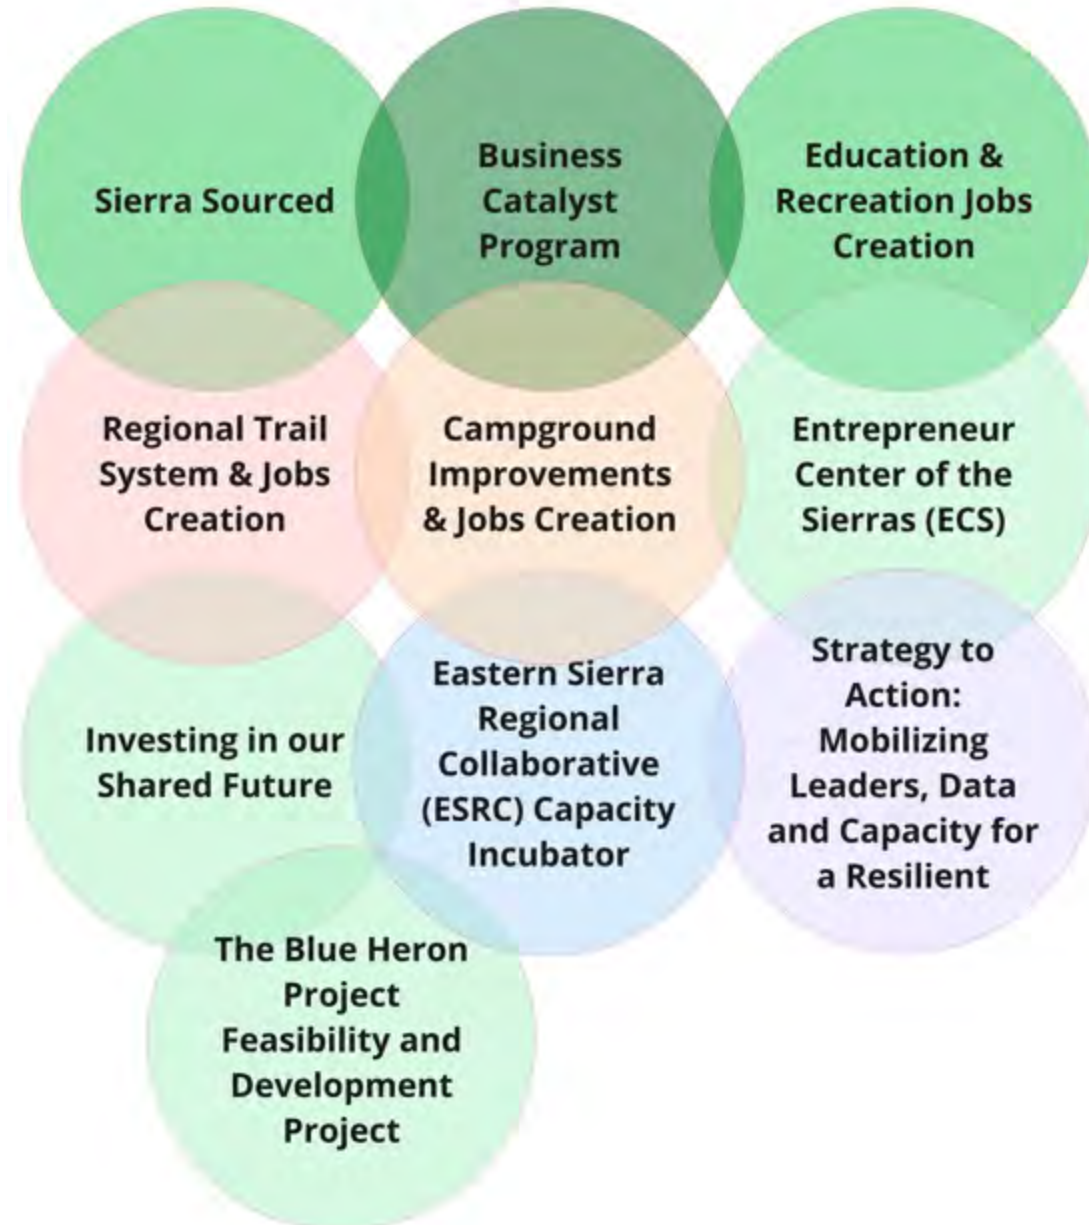 Sierra Sourced
Business
Catalyst
Program
Education &
Recreation Jobs
Creation
Regional Trail
System & Jobs
Creation
Campground
Improvements
& Jobs Creation
Entrepreneur
Center of the
Sierras (ECS)
Investing in our
Shared Future
Eastern Sierra
Regional
Collaborative
(ESRC) Capacity
Incubator
Strategy to
Action:
Mobilizing
Leaders, Data
and Capacity for
a Resilient
The Blue Heron
Project
Feasibility and
Development
Project